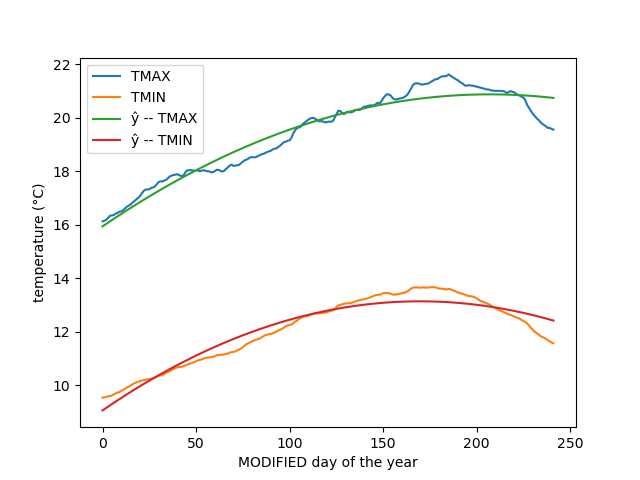 22
20
18
16
14
12
10
temperature (°C)
TMAX
TMIN
ŷ -- TMAX
ŷ -- TMIN
0 50 100 150 200 250
MODIFIED day of the year